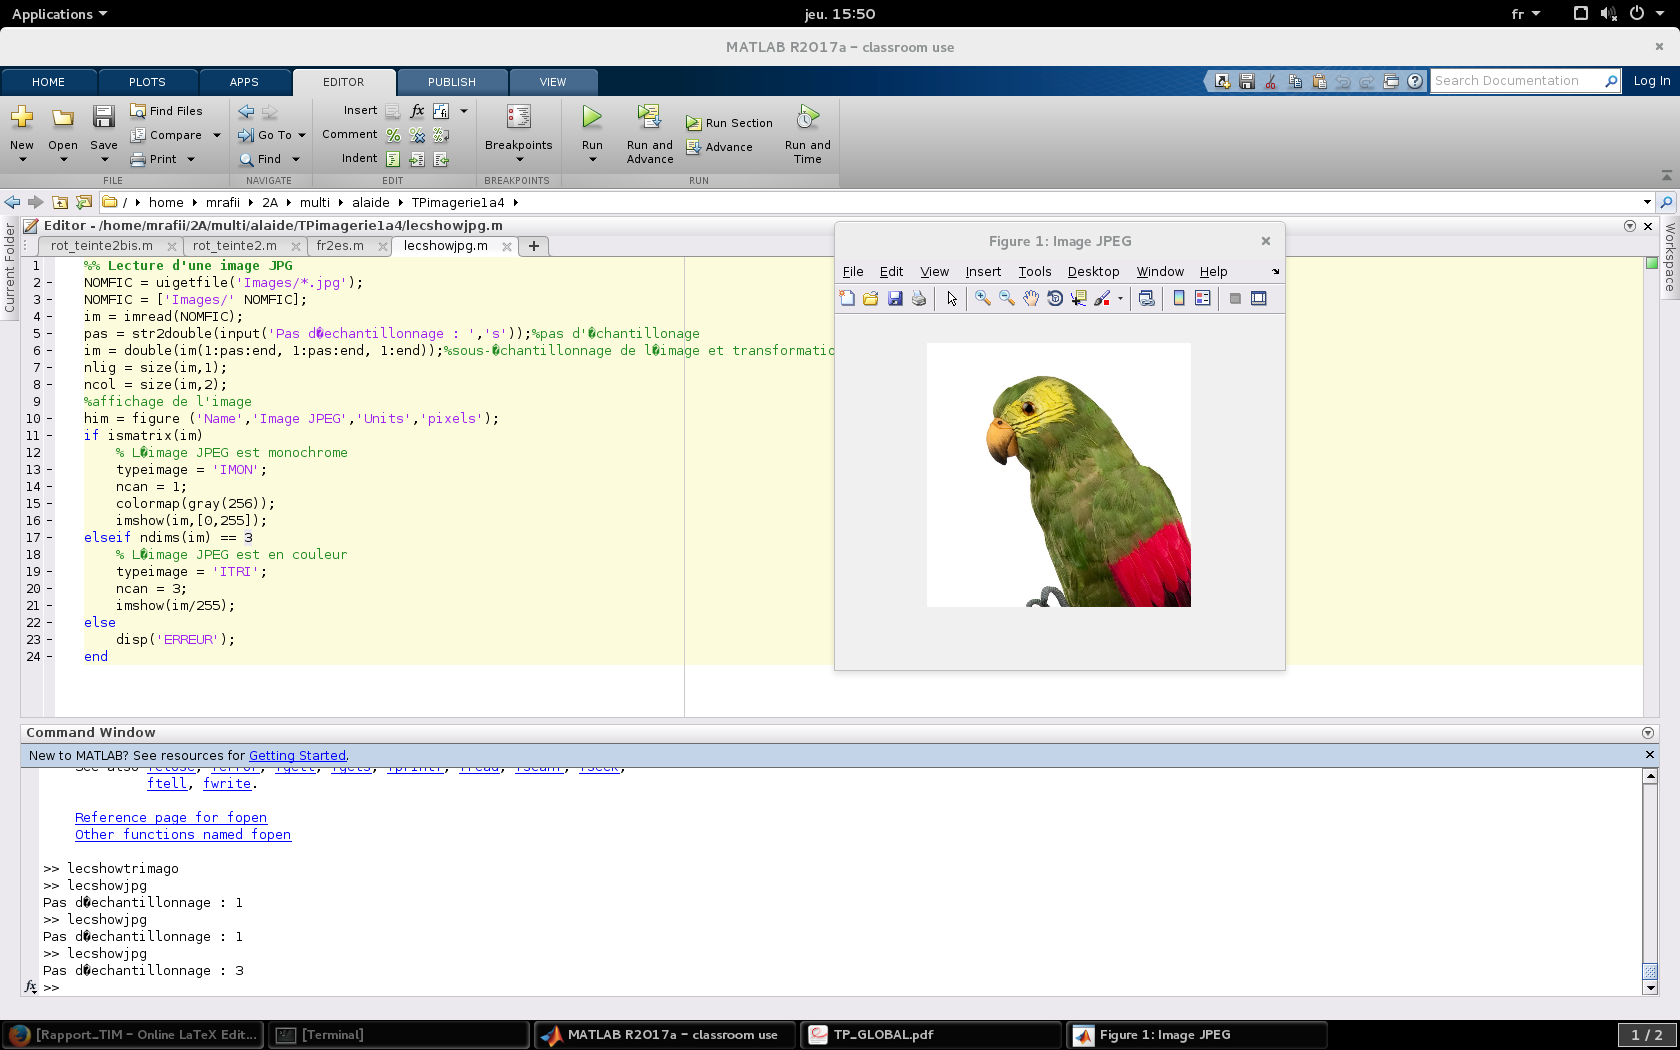 Applications
jeu. 15:50
fr
MATLAB R2017a - classroom use
HOME PLOTS APPS EDITOR PUBLISH VIEW
Search Documentation
Log In
New
Open
Save
Find Files
Compare
Print
Go To
Find
Insert
Comment
Indent
Breakpoints
Run
Run and Advance
Run Section
Advance
Run and Time
FILE NAVIGATE EDIT BREAKPOINTS RUN
/ home mrafii 2A multi alaide TPimagerie1a4
Current Folder
Workspace
Editor - /home/mrafii/2A/multi/alaide/TPimagerie1a4/lecshowjpg.m
rot_teinte2bis.m rot_teinte2.m fr2es.m lecshowjpg.m
1 %% Lecture d'une image JPG
2 - NOMFIC = uigetfile('Images/*.jpg');
3 - NOMFIC = ['Images/' NOMFIC];
4 - im = imread(NOMFIC);
5 - pas = str2double(input('Pas d�echantillonnage : ','s'));%pas d'�chantillonage
6 - im = double(im(1:pas:end, 1:pas:end, 1:end));%sous-�chantillonnage de l�image et transformatio
7 - nlig = size(im,1);
8 - ncol = size(im,2);
9 %affichage de l'image
10 - him = figure ('Name','Image JPEG','Units','pixels');
11 - if ismatrix(im)
12 % L�image JPEG est monochrome
13 - typeimage = 'IMON';
14 - ncan = 1;
15 - colormap(gray(256));
16 - imshow(im,[0,255]);
17 - elseif ndims(im) == 3
18 % L�image JPEG est en couleur
19 - typeimage = 'ITRI';
20 - ncan = 3;
21 - imshow(im/255);
22 - else
23 - disp('ERREUR');
24 - end
Figure 1: Image JPEG
File Edit View Insert Tools Desktop Window Help
Command Window
New to MATLAB? See resources for Getting Started.
See also fclose, ferror, fgetl, fgets, fprintf, fread, fscanf, fseek,
ftell, fwrite.
Reference page for fopen
Other functions named fopen
>> lecshowtrimago
>> lecshowjpg
Pas d�echantillonnage : 1
>> lecshowjpg
Pas d�echantillonnage : 1
>> lecshowjpg
Pas d�echantillonnage : 3
fx >>
[Rapport_TIM - Online LaTeX Edit...
[Terminal]
MATLAB R2017a - classroom use
TP_GLOBAL.pdf
Figure 1: Image JPEG
1 / 2